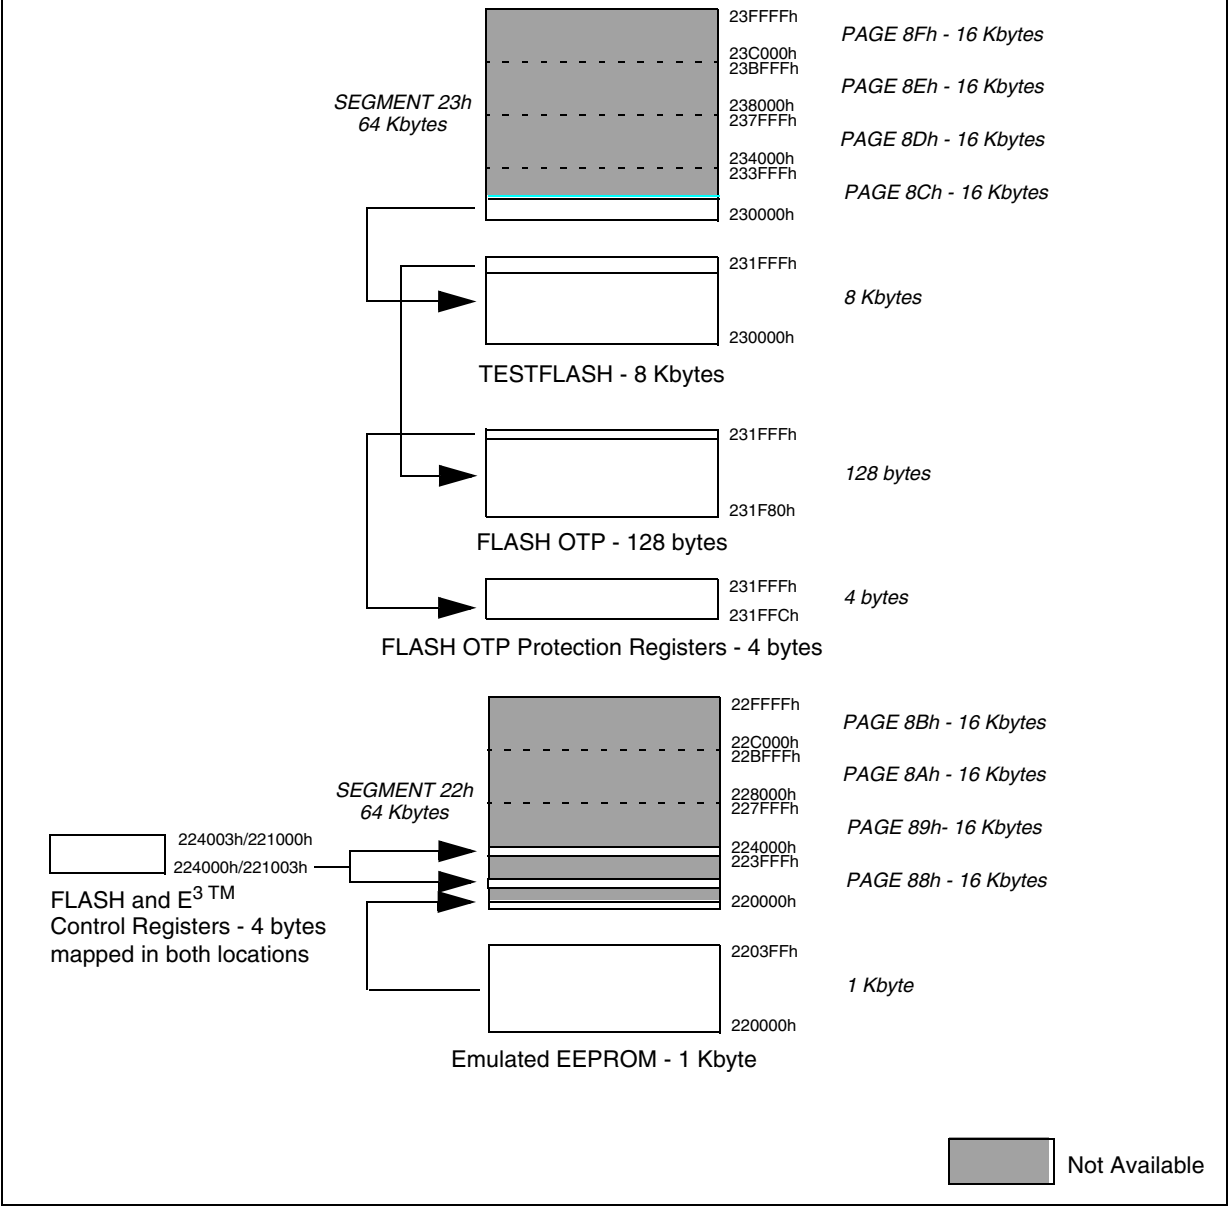 23FFFFh
PAGE 8Fh - 16 Kbytes
23C000h
23BFFFh
PAGE 8Eh - 16 Kbytes
SEGMENT 23h
64 Kbytes
238000h
237FFFh
PAGE 8Dh - 16 Kbytes
234000h
233FFFh
PAGE 8Ch - 16 Kbytes
230000h
231FFFh
8 Kbytes
230000h
TESTFLASH - 8 Kbytes
231FFFh
128 bytes
231F80h
FLASH OTP - 128 bytes
231FFFh
4 bytes
231FFCh
FLASH OTP Protection Registers - 4 bytes
22FFFFh
PAGE 8Bh - 16 Kbytes
22C000h
22BFFFh
PAGE 8Ah - 16 Kbytes
SEGMENT 22h
64 Kbytes
228000h
227FFFh
PAGE 89h- 16 Kbytes
224000h
223FFFh
PAGE 88h - 16 Kbytes
220000h
224003h/221000h
224000h/221003h
FLASH and E3 TM
Control Registers - 4 bytes
mapped in both locations
2203FFh
1 Kbyte
220000h
Emulated EEPROM - 1 Kbyte
Not Available